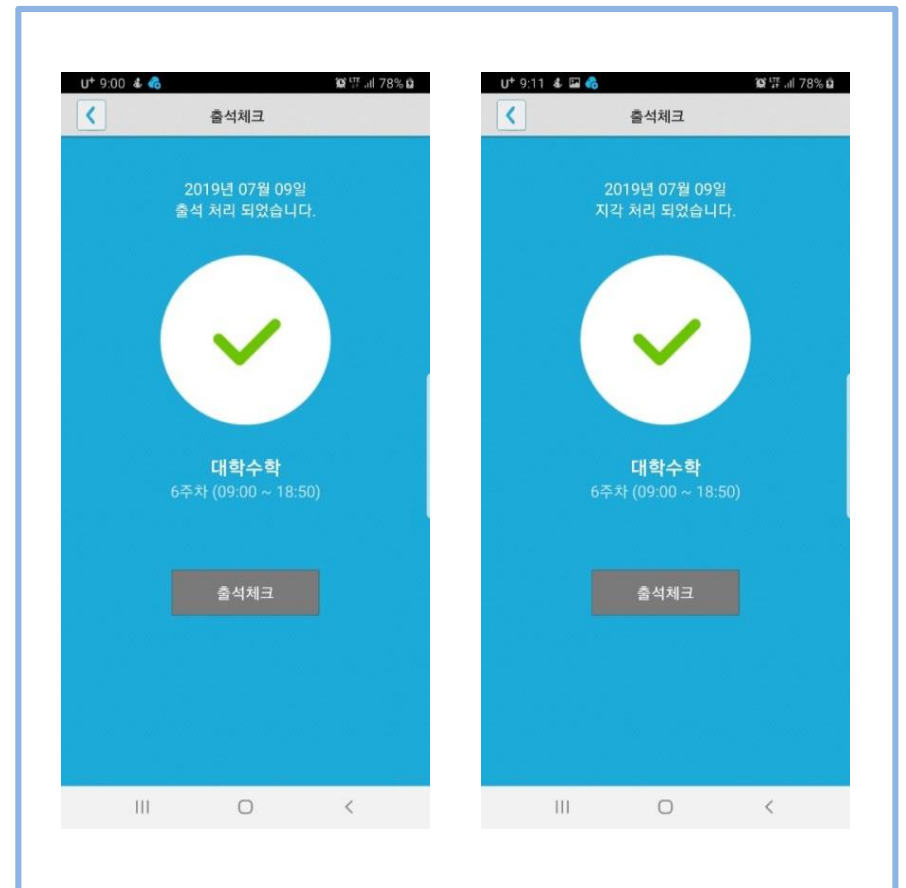 U+ 9:00 LTE 78%
출석체크
2019년 07월 09일
출석 처리 되었습니다.
대학수학
6주차 (09:00 ~ 18:50)
출석체크
U+ 9:11 LTE 78%
출석체크
2019년 07월 09일
지각 처리 되었습니다.
대학수학
6주차 (09:00 ~ 18:50)
출석체크